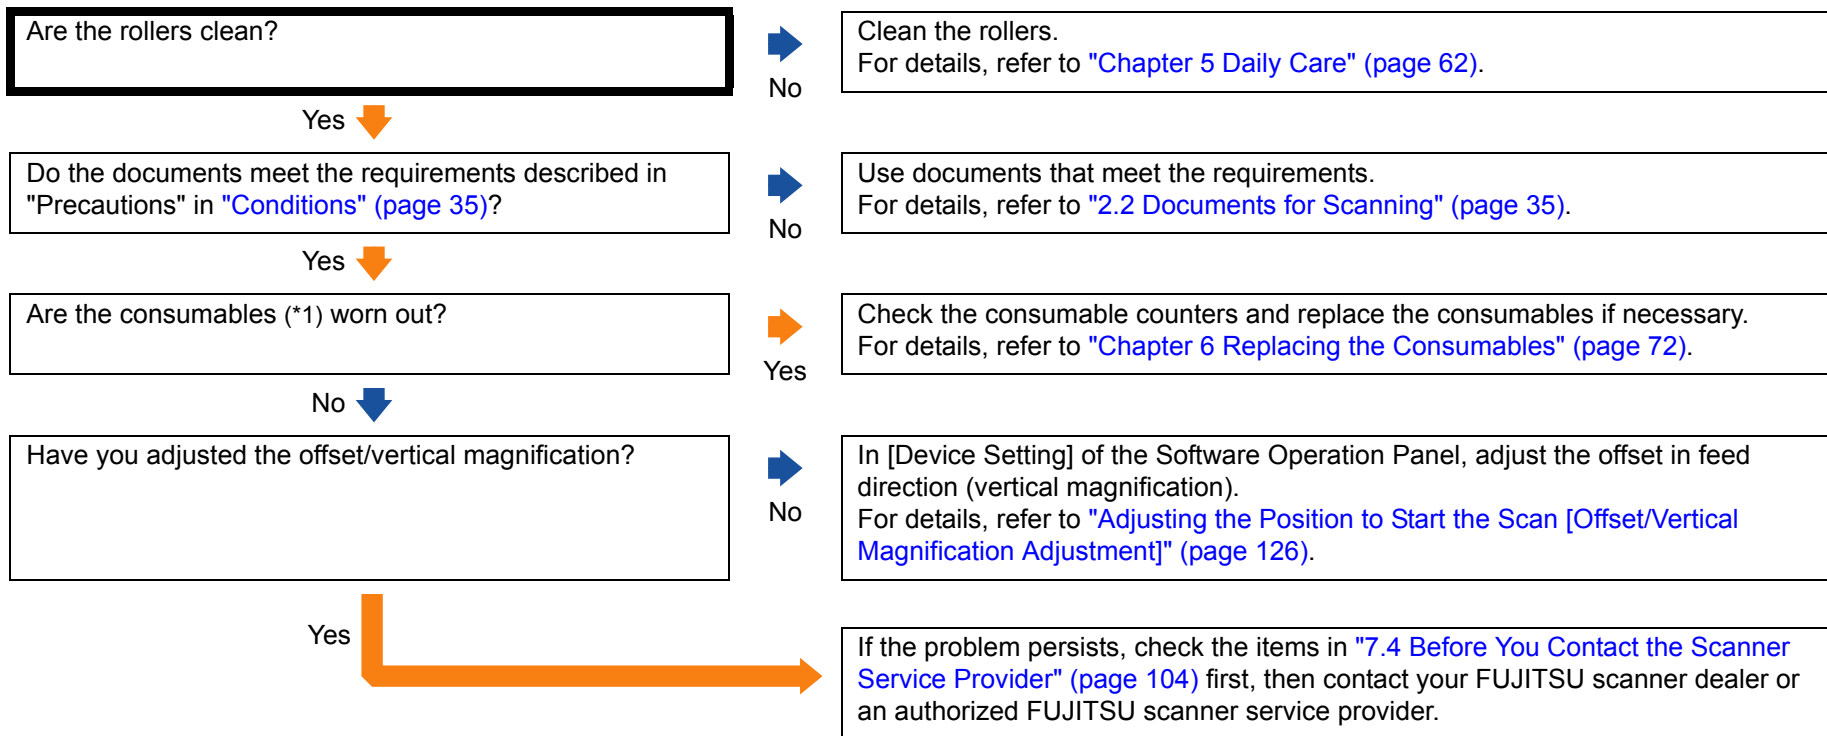 Are the rollers clean?
No
Clean the rollers.
For details, refer to "Chapter 5 Daily Care" (page 62).
Yes
Do the documents meet the requirements described in
"Precautions" in "Conditions" (page 35)?
No
Use documents that meet the requirements.
For details, refer to "2.2 Documents for Scanning" (page 35).
Yes
Are the consumables (*1) worn out?
Yes
Check the consumable counters and replace the consumables if necessary.
For details, refer to "Chapter 6 Replacing the Consumables" (page 72).
No
Have you adjusted the offset/vertical magnification?
No
In [Device Setting] of the Software Operation Panel, adjust the offset in feed
direction (vertical magnification).
For details, refer to "Adjusting the Position to Start the Scan [Offset/Vertical
Magnification Adjustment]" (page 126).
Yes
If the problem persists, check the items in "7.4 Before You Contact the Scanner
Service Provider" (page 104) first, then contact your FUJITSU scanner dealer or
an authorized FUJITSU scanner service provider.